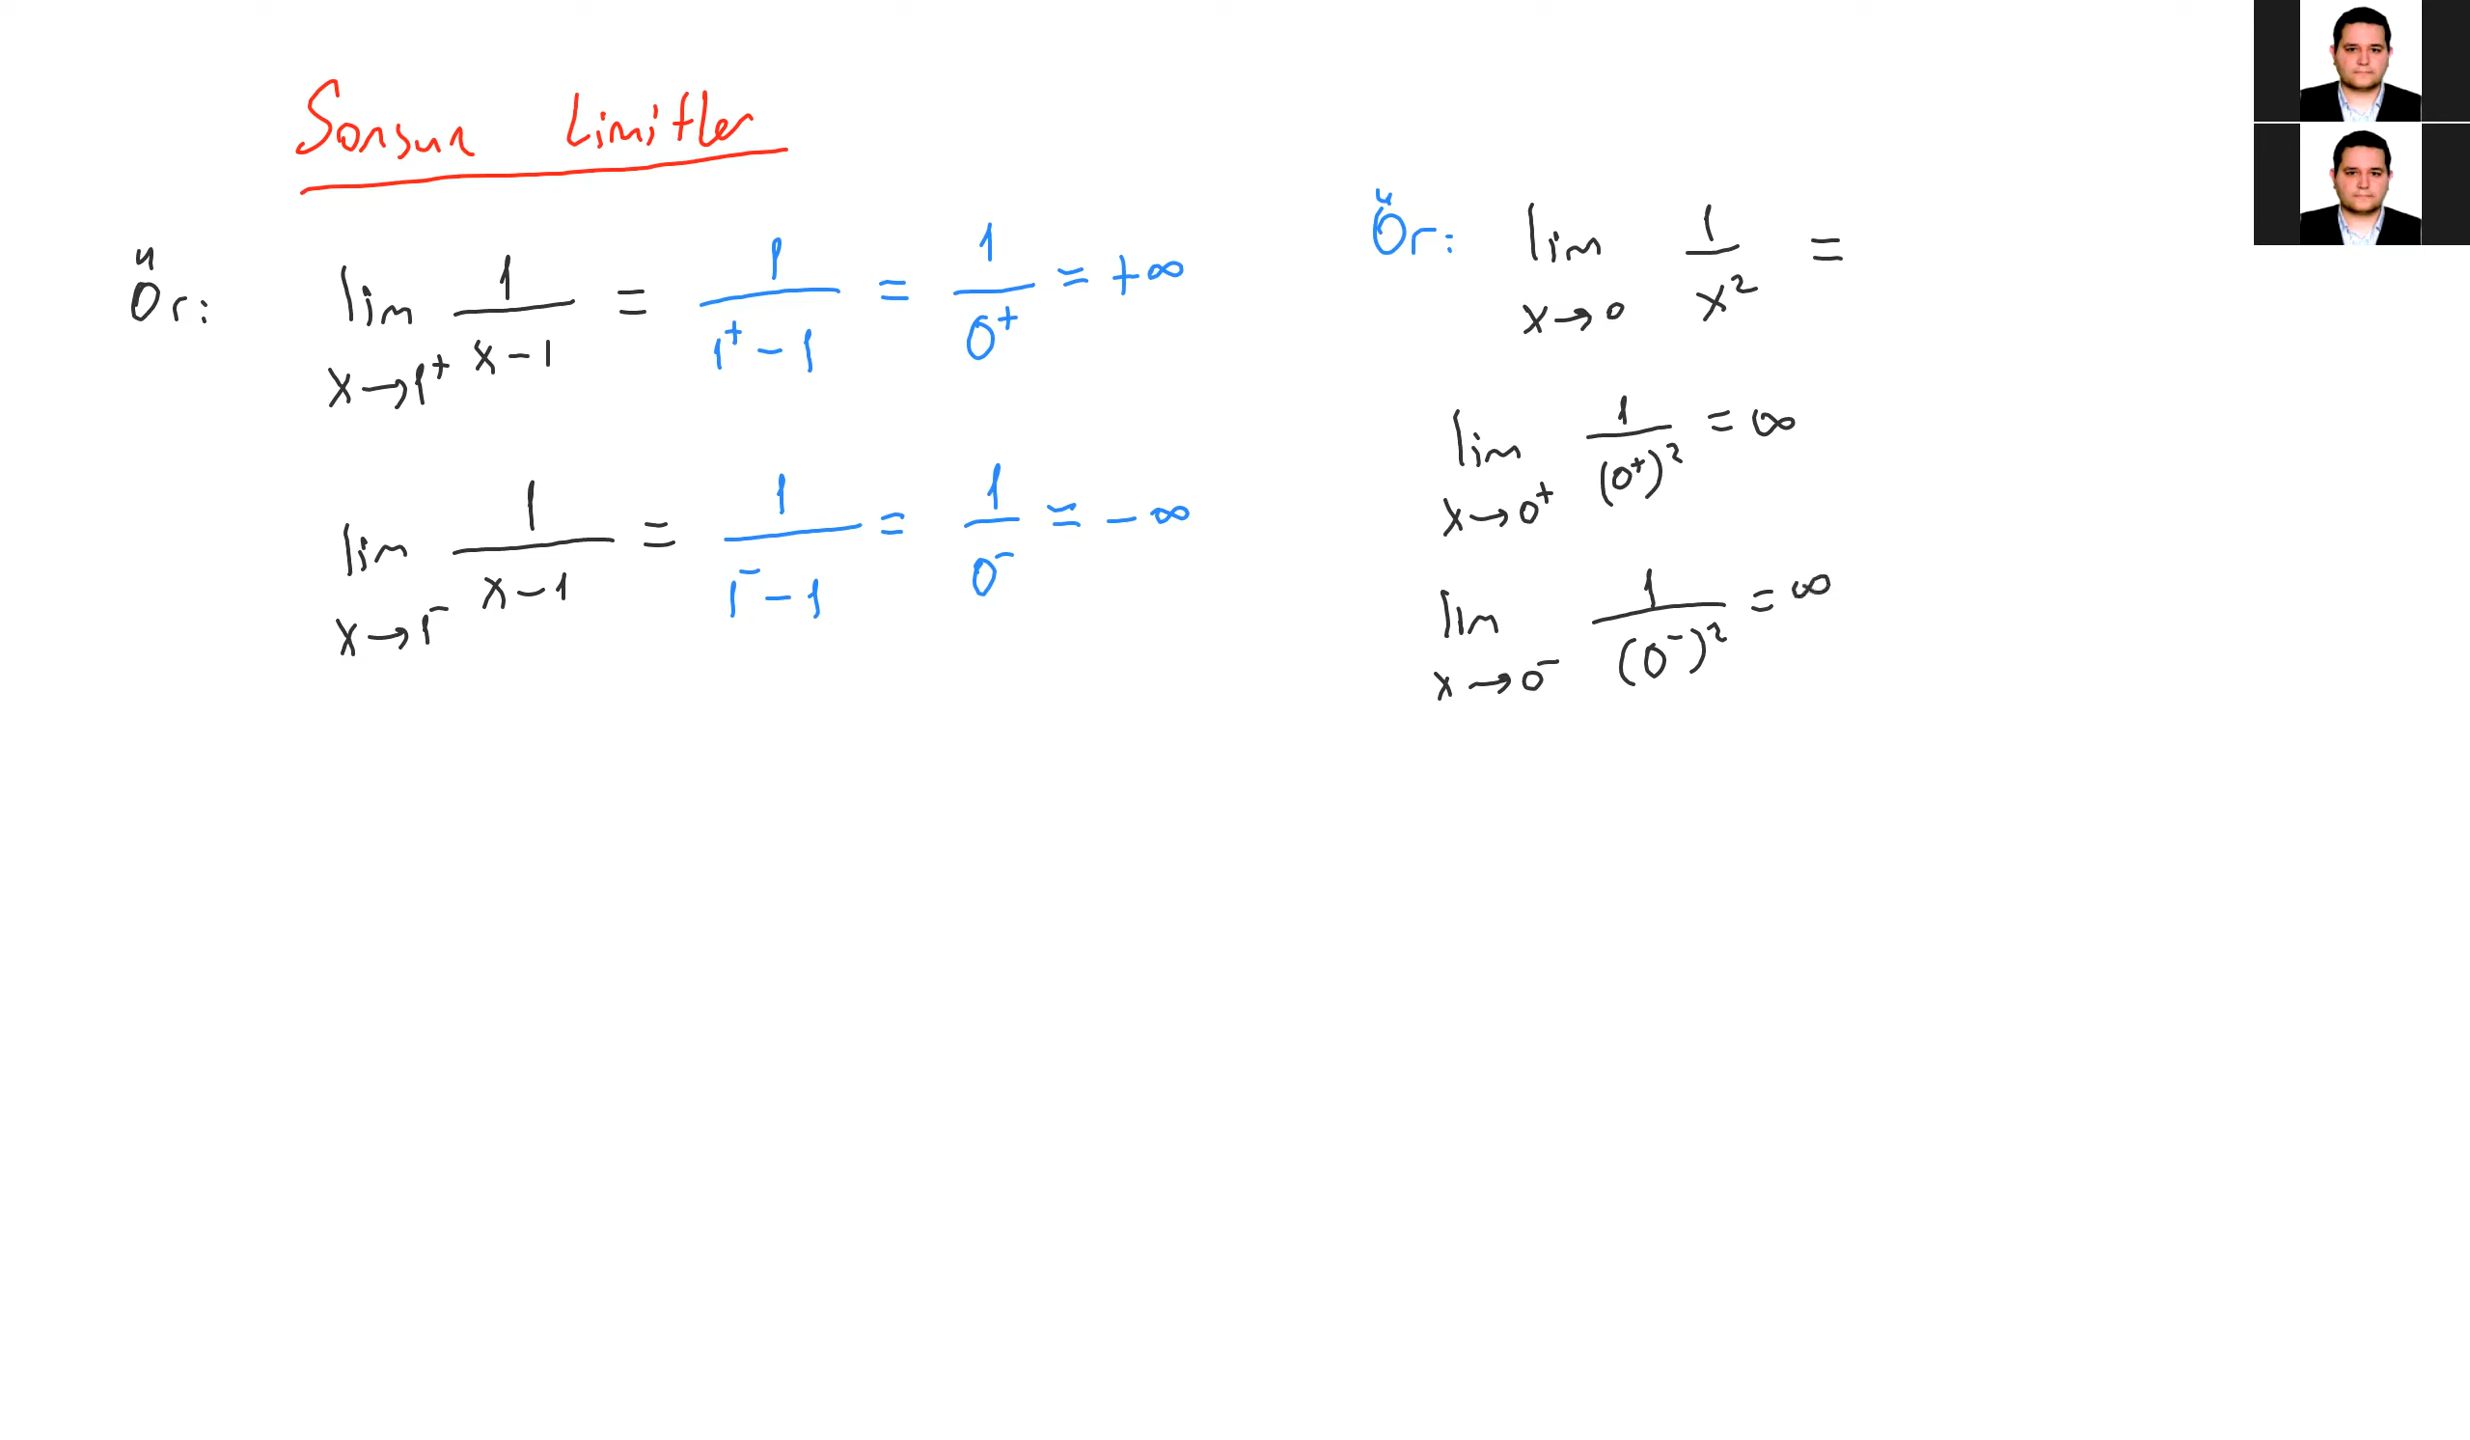 Sonsuz Limitler
Ör: lim x→1⁺ 1/(x-1) = 1/(1⁺-1) = 1/0⁺ = +∞
lim x→1⁻ 1/(x-1) = 1/(1⁻-1) = 1/0⁻ = -∞
Ör: lim x→0 1/x² =
lim x→0⁺ 1/(0⁺)² = ∞
lim x→0⁻ 1/(0⁻)² = ∞